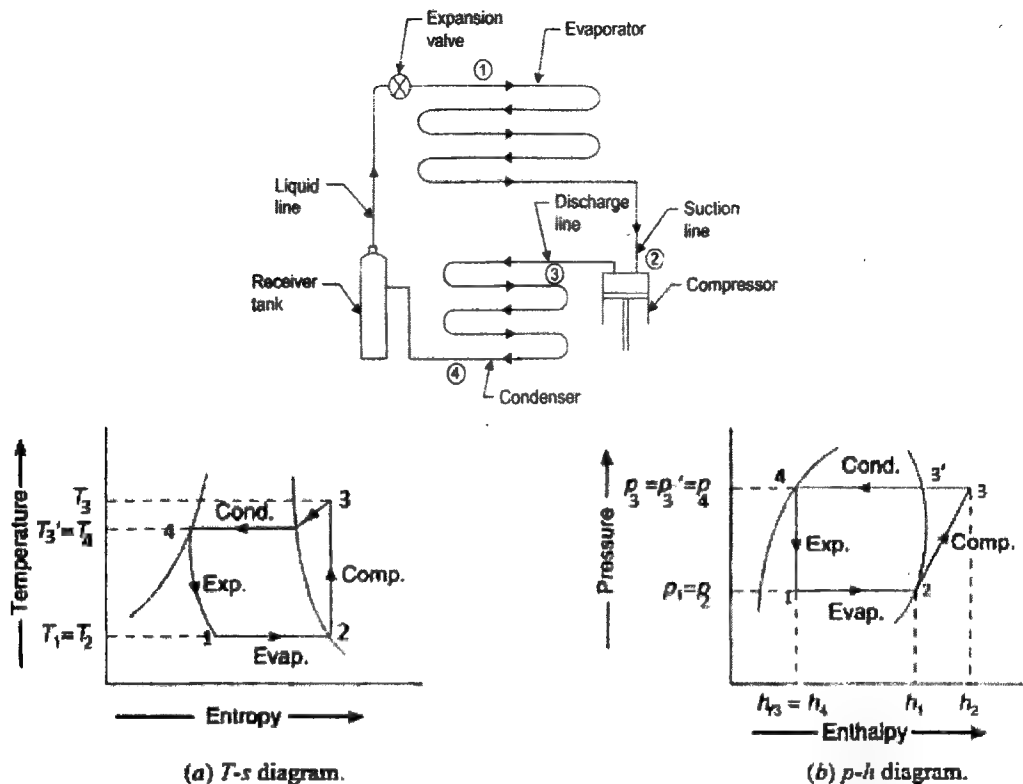 Expansion
valve
Evaporator
①
Liquid
line
Discharge
line
Suction
line
②
③
Receiver
tank
Compressor
④
Condenser
Temperature
T₃
T₃'=T₄
T₁=T₂
4
Cond.
3
Exp.
Comp.
1
Evap.
2
Entropy
(a) T-s diagram.
Pressure
p₃=p₃'=p₄
p₁=p₂
4
Cond.
3'
3
Exp.
Comp.
1
Evap.
2
= h₄
h₁
h₂
Enthalpy
(b) p-h diagram.